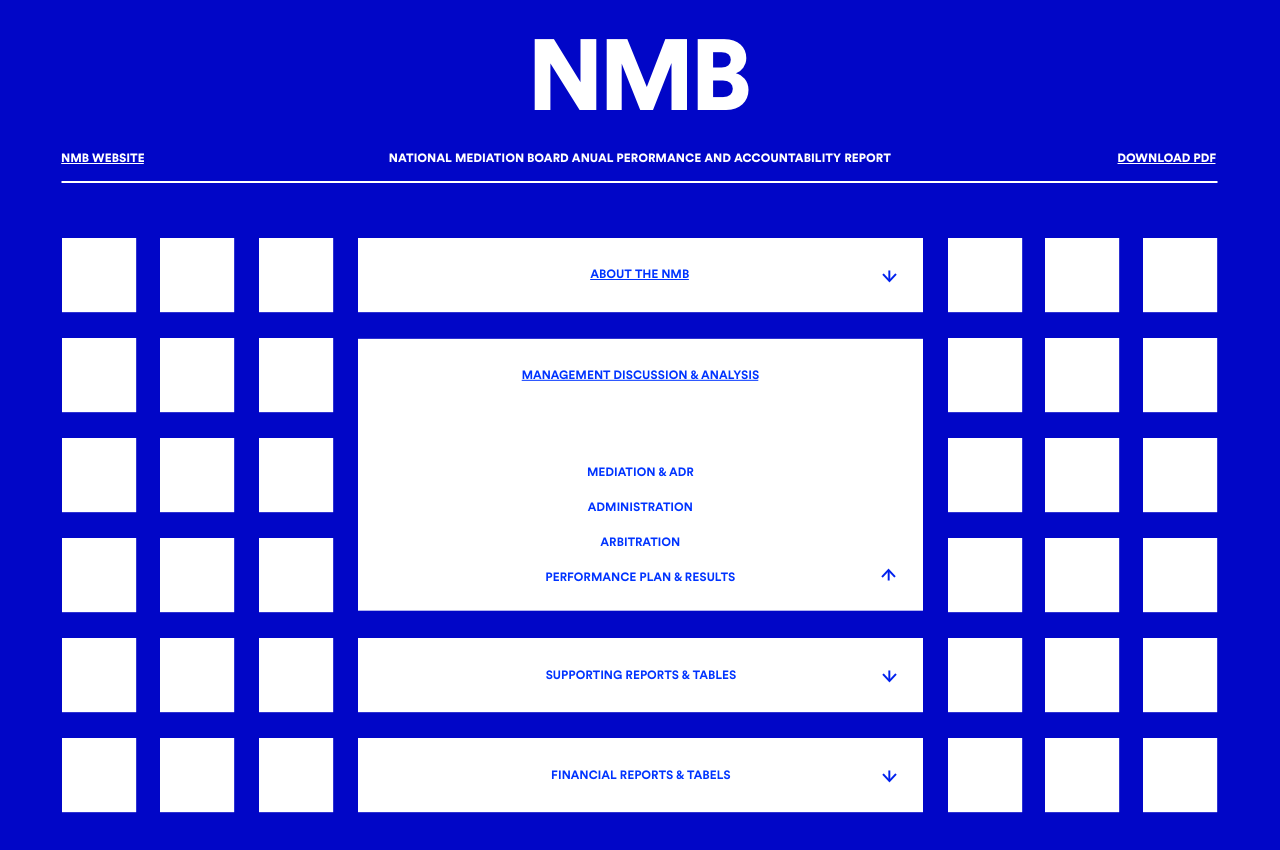 NMB
NMB WEBSITE
NATIONAL MEDIATION BOARD ANUAL PERORMANCE AND ACCOUNTABILITY REPORT
DOWNLOAD PDF
ABOUT THE NMB
MANAGEMENT DISCUSSION & ANALYSIS
MEDIATION & ADR
ADMINISTRATION
ARBITRATION
PERFORMANCE PLAN & RESULTS
SUPPORTING REPORTS & TABLES
FINANCIAL REPORTS & TABELS